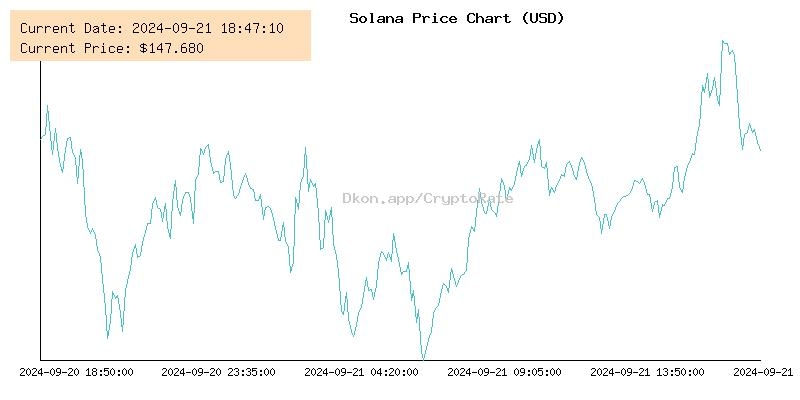 Solana Price Chart (USD)
Current Date: 2024-09-21 18:47:10
Current Price: $147.680
Dkon.app/CryptoRate
2024-09-20 18:50:00 2024-09-20 23:35:00 2024-09-21 04:20:00 2024-09-21 09:05:00 2024-09-21 13:50:00 2024-09-21